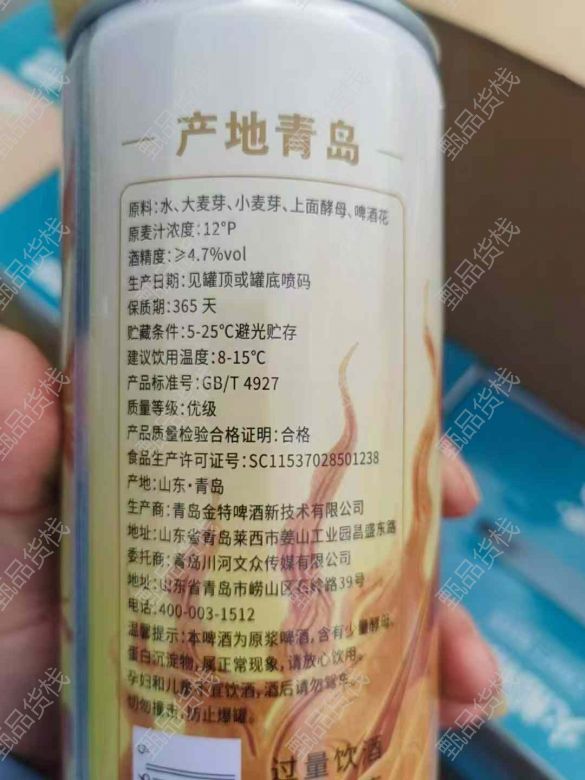 产地青岛
原料:水、大麦芽、小麦芽、上面酵母、啤酒花
原麦汁浓度:12°P
酒精度:≥4.7%vol
生产日期:见罐顶或罐底喷码
保质期:365天
贮藏条件:5-25℃避光贮存
建议饮用温度:8-15℃
产品标准号:GB/T 4927
质量等级:优级
产品质量检验合格证明:合格
食品生产许可证号:SC11537028501238
产地:山东·青岛
生产商:青岛金特啤酒新技术有限公司
地址:山东省青岛莱西市姜山工业园昌盛东路
委托商:青岛川河文众传媒有限公司
地址:山东省青岛市崂山区石岭路39号
电话:400-003-1512
温馨提示:本啤酒为原浆啤酒,含有少量酵母、
蛋白沉淀物,属正常现象,请放心饮用。
孕妇和儿童不宜饮酒,酒后请勿驾车。
切勿撞击,防止爆罐。
过量饮酒
甄品货栈